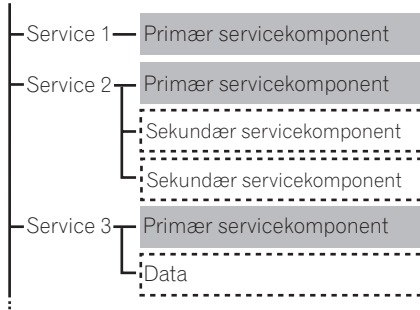 Service 1 Primær servicekomponent
Service 2 Primær servicekomponent
Sekundær servicekomponent
Sekundær servicekomponent
Service 3 Primær servicekomponent
Data